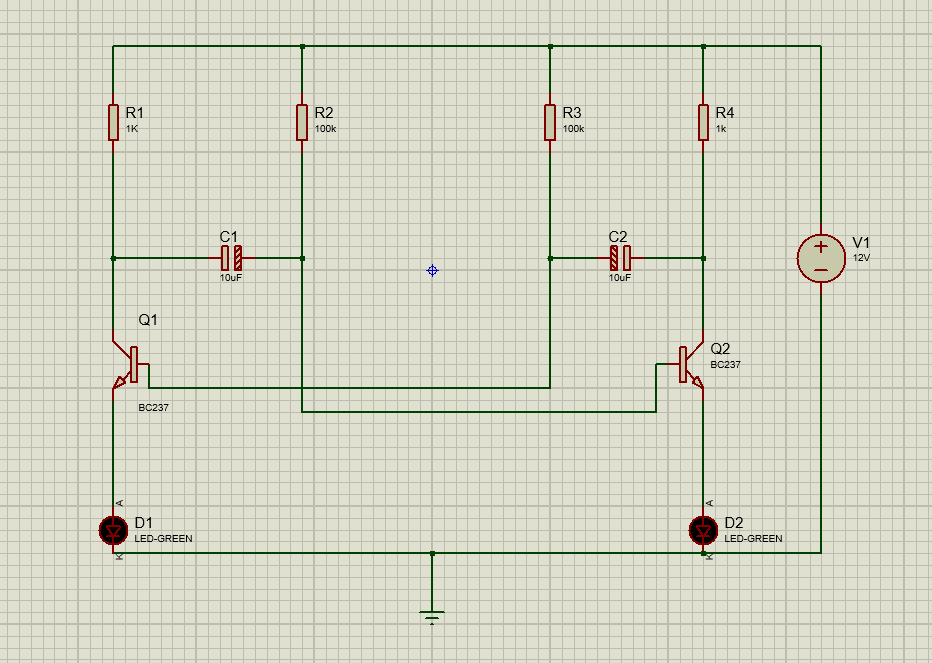 R1
1K
R2
100k
R3
100k
R4
1k
C1
10uF
C2
10uF
V1
12V
Q1
BC237
Q2
BC237
A
D1
LED-GREEN
K
A
D2
LED-GREEN
K